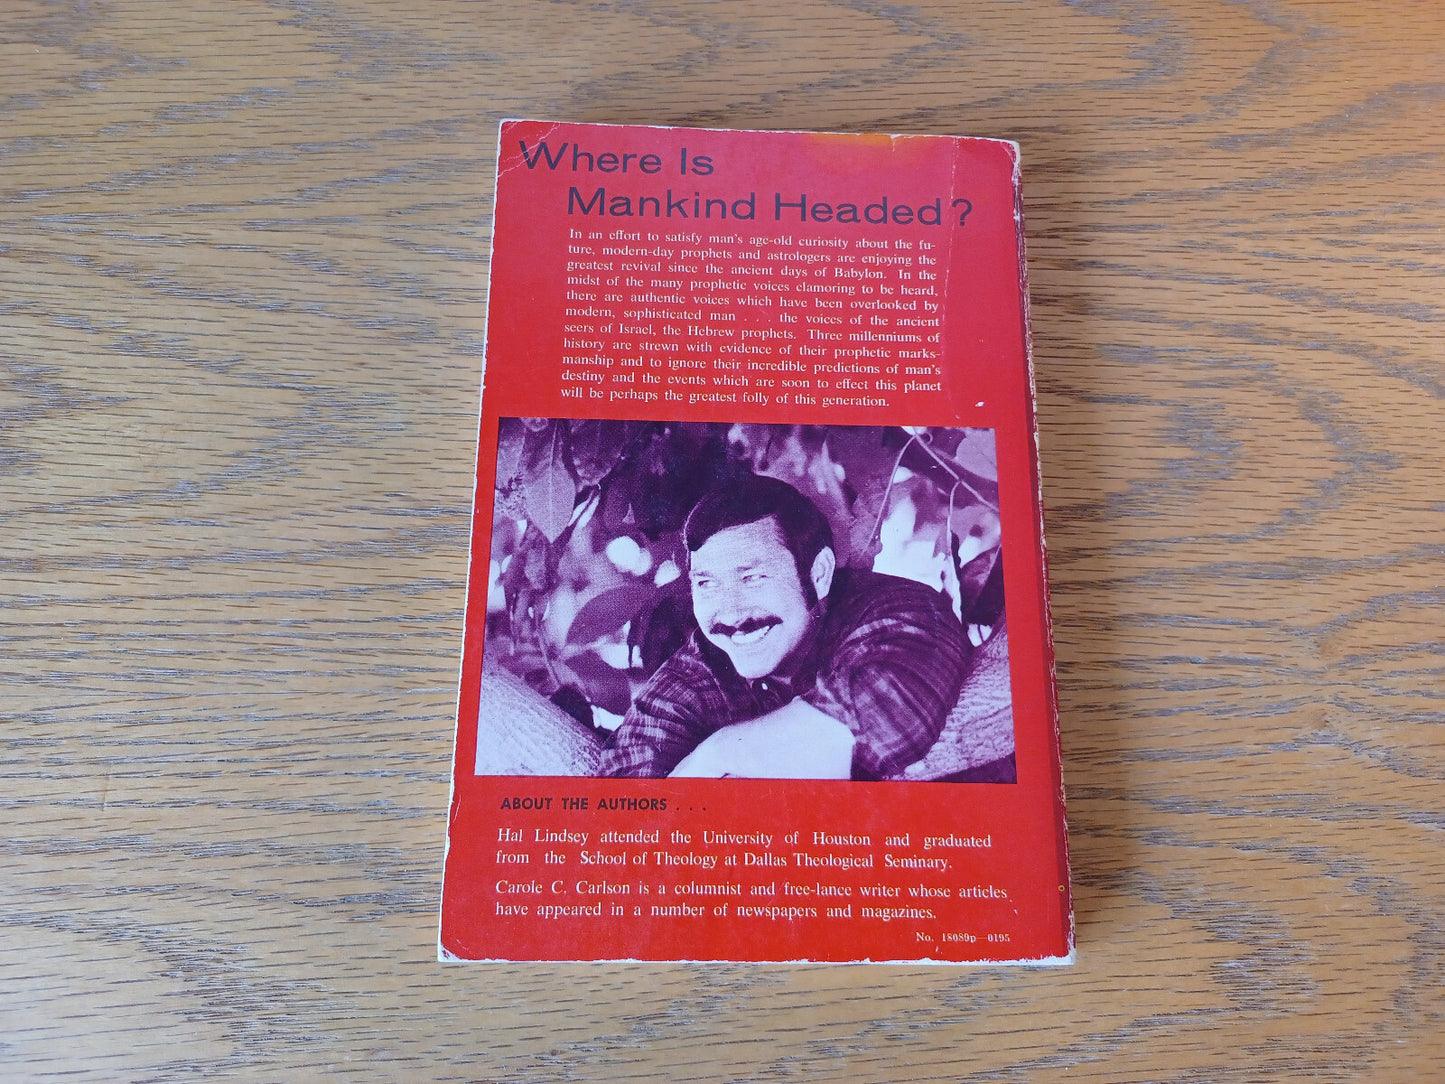 Where Is
Mankind Headed?
In an effort to satisfy man's age-old curiosity about the fu-
ture, modern-day prophets and astrologers are enjoying the
greatest revival since the ancient days of Babylon. In the
midst of the many prophetic voices clamoring to be heard,
there are authentic voices which have been overlooked by
modern, sophisticated man . . . the voices of the ancient
seers of Israel, the Hebrew prophets. Three millenniums of
history are strewn with evidence of their prophetic marks-
manship and to ignore their incredible predictions of man's
destiny and the events which are soon to effect this planet
will be perhaps the greatest folly of this generation.
ABOUT THE AUTHORS . . .
Hal Lindsey attended the University of Houston and graduated
from the School of Theology at Dallas Theological Seminary.
Carole C. Carlson is a columnist and free-lance writer whose articles
have appeared in a number of newspapers and magazines.
No. 18089p—0195